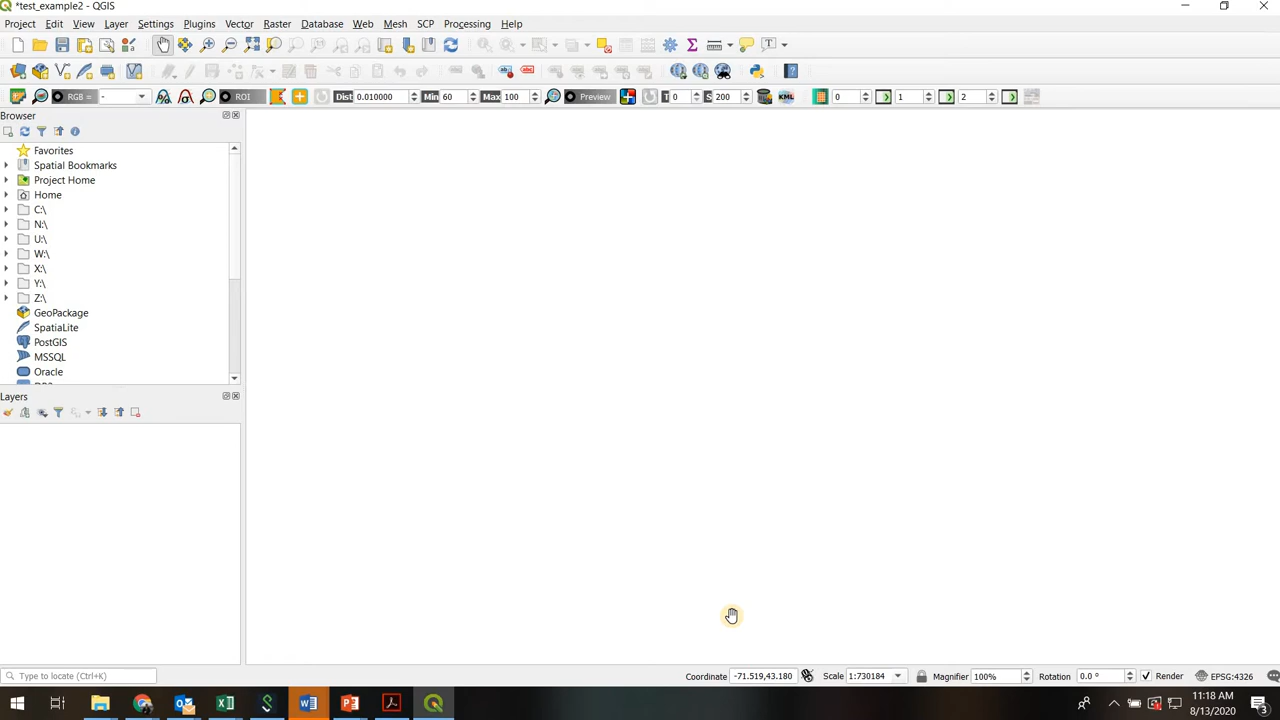 *test_example2 - QGIS
Project Edit View Layer Settings Plugins Vector Raster Database Web Mesh SCP Processing Help
RGB = - ROI Dist 0.010000 Min 60 Max 100 Preview T 0 S 200 KML 0 1 2
Browser
Favorites
Spatial Bookmarks
Project Home
Home
C:\
N:\
U:\
W:\
X:\
Y:\
Z:\
GeoPackage
SpatiaLite
PostGIS
MSSQL
Oracle
Layers
Type to locate (Ctrl+K) Coordinate -71.519,43.180 Scale 1:730184 Magnifier 100% Rotation 0.0 ° Render EPSG:4326
11:18 AM
8/13/2020